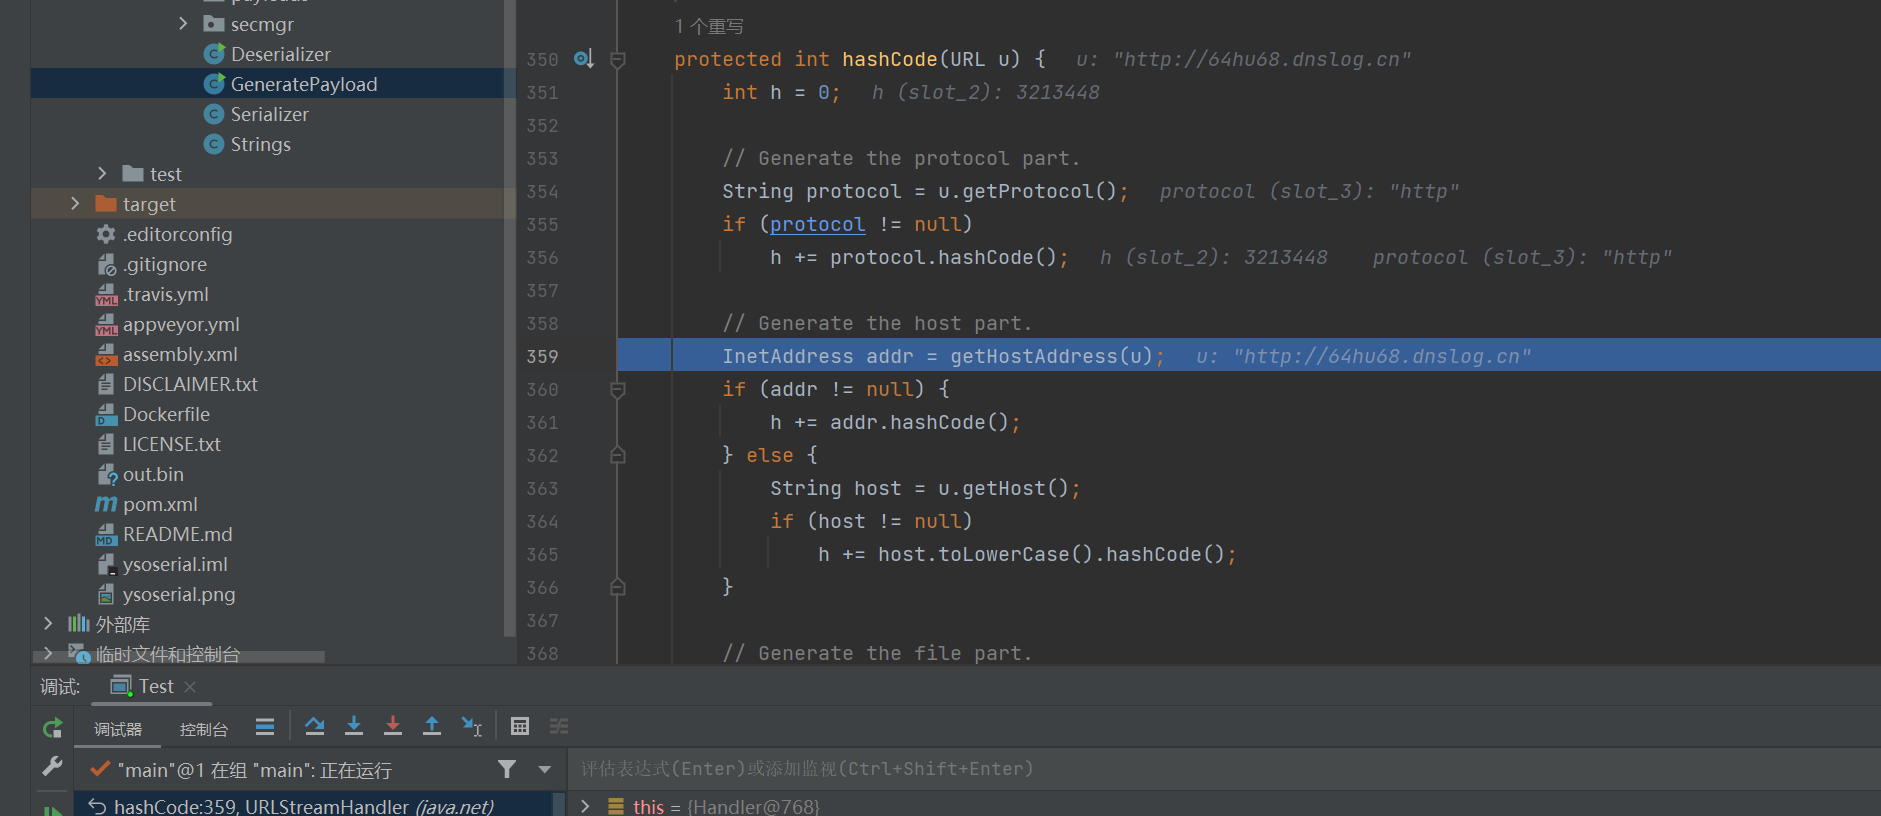 secmgr
Deserializer
GeneratePayload
Serializer
Strings
test
target
.editorconfig
.gitignore
.travis.yml
appveyor.yml
assembly.xml
DISCLAIMER.txt
Dockerfile
LICENSE.txt
out.bin
pom.xml
README.md
ysoserial.iml
ysoserial.png
外部库
临时文件和控制台
1 个重写
350 protected int hashCode(URL u) { u: "http://64hu68.dnslog.cn"
351 int h = 0; h (slot_2): 3213448
352
353 // Generate the protocol part.
354 String protocol = u.getProtocol(); protocol (slot_3): "http"
355 if (protocol != null)
356 h += protocol.hashCode(); h (slot_2): 3213448 protocol (slot_3): "http"
357
358 // Generate the host part.
359 InetAddress addr = getHostAddress(u); u: "http://64hu68.dnslog.cn"
360 if (addr != null) {
361 h += addr.hashCode();
362 } else {
363 String host = u.getHost();
364 if (host != null)
365 h += host.toLowerCase().hashCode();
366 }
367
368 // Generate the file part.
调试: Test
调试器 控制台
"main"@1 在组 "main": 正在运行
评估表达式(Enter)或添加监视(Ctrl+Shift+Enter)
hashCode:359, URLStreamHandler (java.net)
this = {Handler@768}